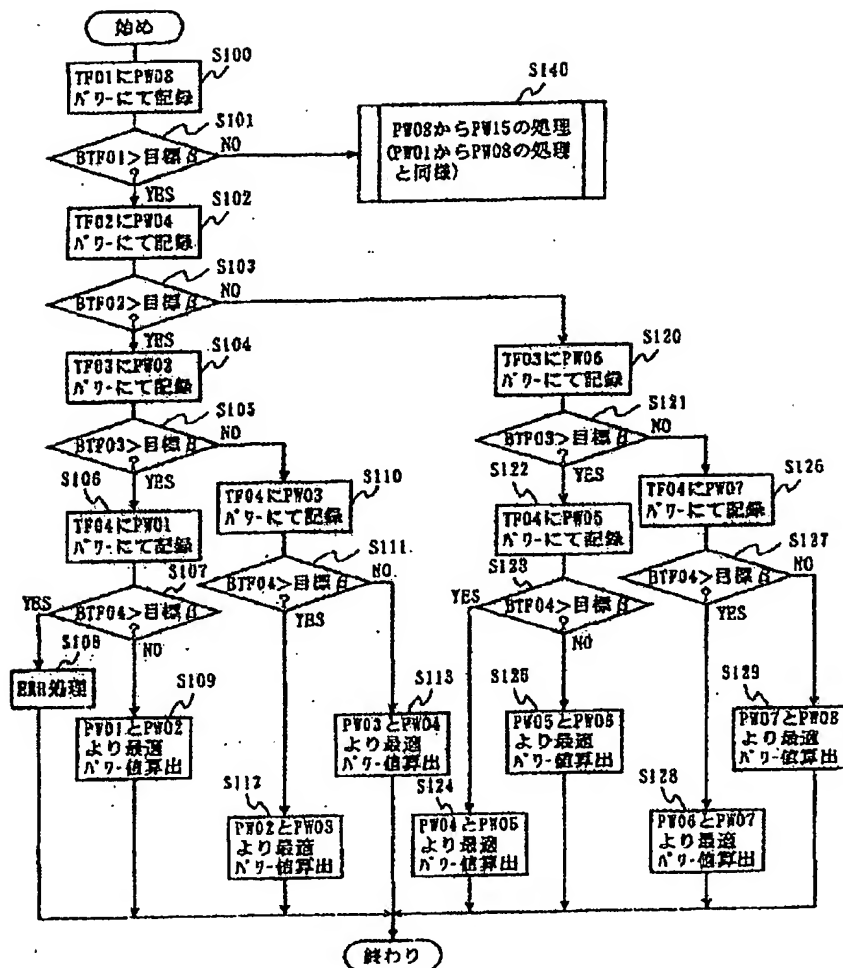 始め
S100
TF01にPW08
パワーにて記録
S101
BTF01>目標β
?
NO
YES
S140
PW08からPW15の処理
(PW01からPW08の処理
と同様)
S102
TF02にPW04
パワーにて記録
S103
BTF02>目標β
?
NO
YES
S104
TF03にPW02
パワーにて記録
S105
BTF03>目標β
?
NO
YES
S106
TF04にPW01
パワーにて記録
S107
BTF04>目標β
?
YES
NO
S108
ERR処理
S109
PW01とPW02
より最適
パワー値算出
S110
TF04にPW03
パワーにて記録
S111
BTF04>目標β
?
NO
YES
S112
PW02とPW03
より最適
パワー値算出
S113
PW03とPW04
より最適
パワー値算出
S120
TF03にPW06
パワーにて記録
S121
BTF03>目標β
?
NO
YES
S122
TF04にPW05
パワーにて記録
S123
BTF04>目標β
?
YES
NO
S124
PW04とPW05
より最適
パワー値算出
S125
PW05とPW06
より最適
パワー値算出
S126
TF04にPW07
パワーにて記録
S127
BTF04>目標β
?
NO
YES
S128
PW06とPW07
より最適
パワー値算出
S129
PW07とPW08
より最適
パワー値算出
終わり